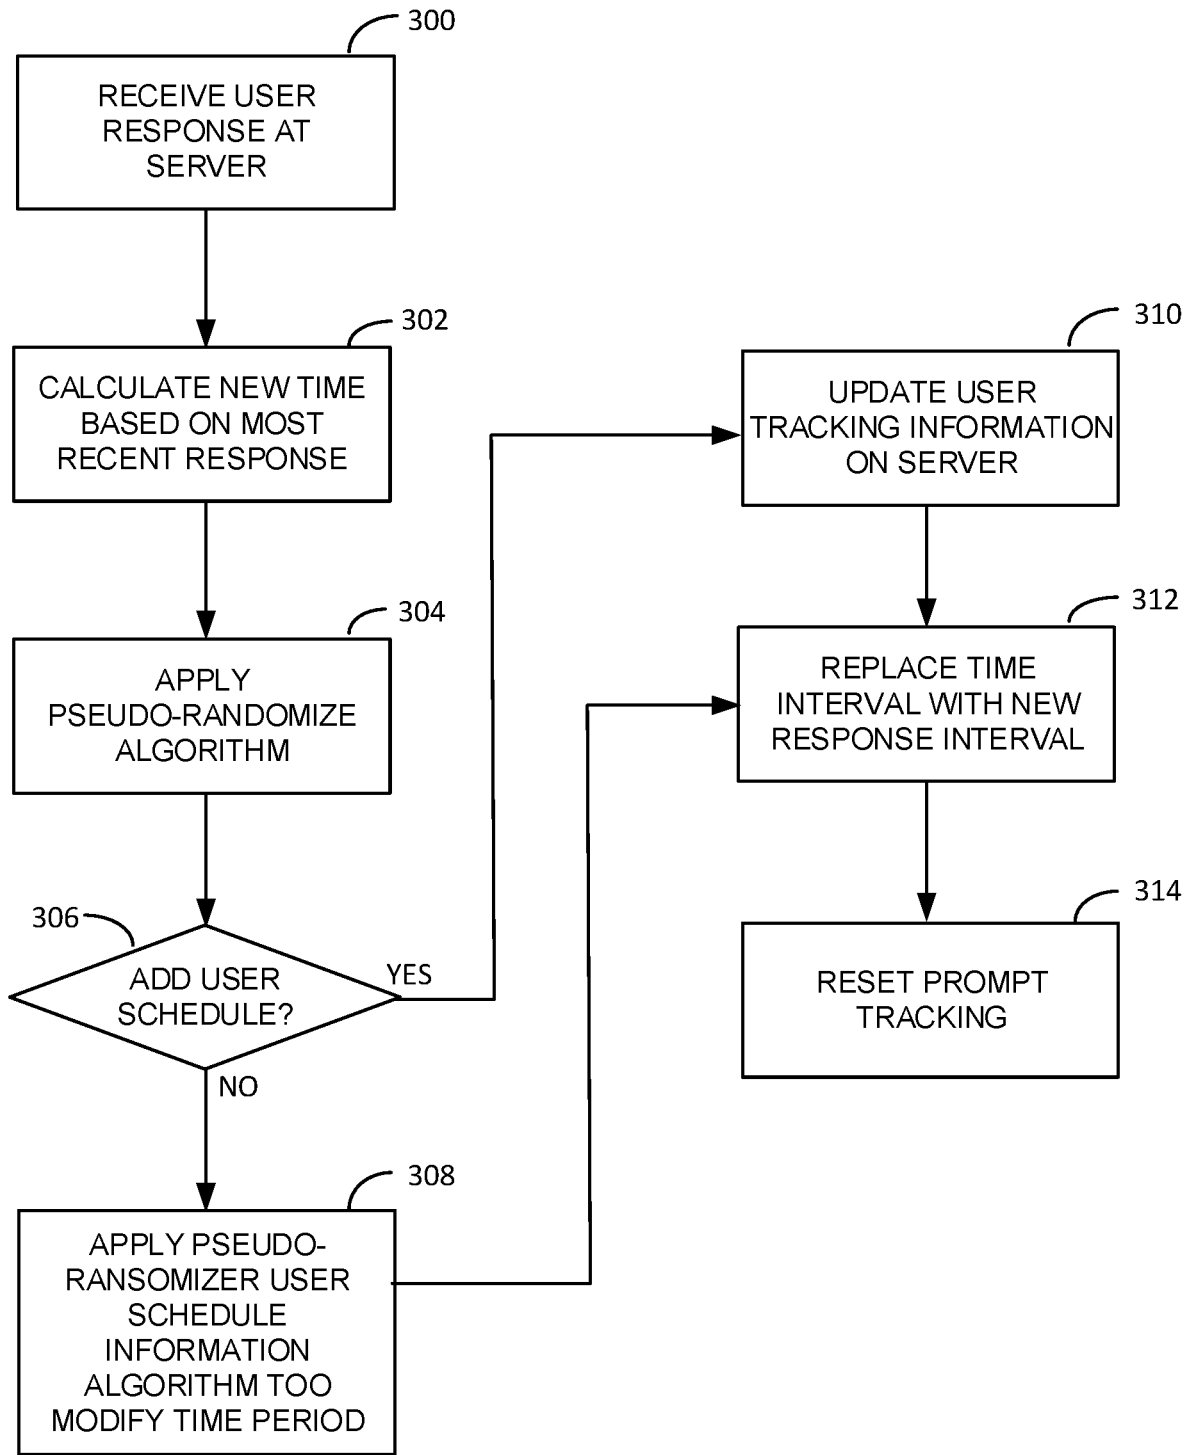 300
RECEIVE USER
RESPONSE AT
SERVER
302
CALCULATE NEW TIME
BASED ON MOST
RECENT RESPONSE
304
APPLY
PSEUDO-RANDOMIZE
ALGORITHM
306
ADD USER
SCHEDULE?
YES
NO
308
APPLY PSEUDO-
RANSOMIZER USER
SCHEDULE
INFORMATION
ALGORITHM TOO
MODIFY TIME PERIOD
310
UPDATE USER
TRACKING INFORMATION
ON SERVER
312
REPLACE TIME
INTERVAL WITH NEW
RESPONSE INTERVAL
314
RESET PROMPT
TRACKING